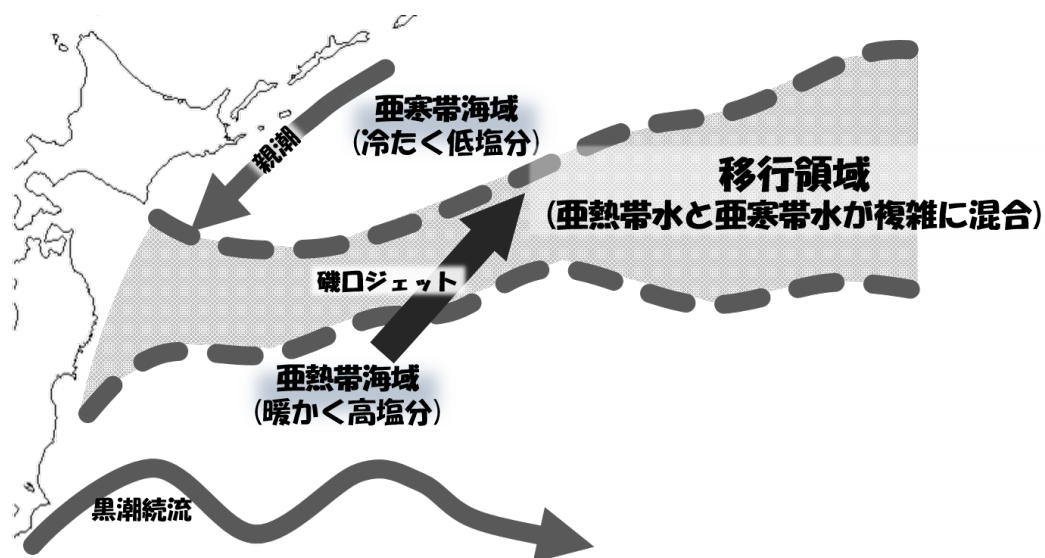 亜寒帯海域
(冷たく低塩分)
親潮
移行領域
(亜熱帯水と亜寒帯水が複雑に混合)
磯口ジェット
亜熱帯海域
(暖かく高塩分)
黒潮続流